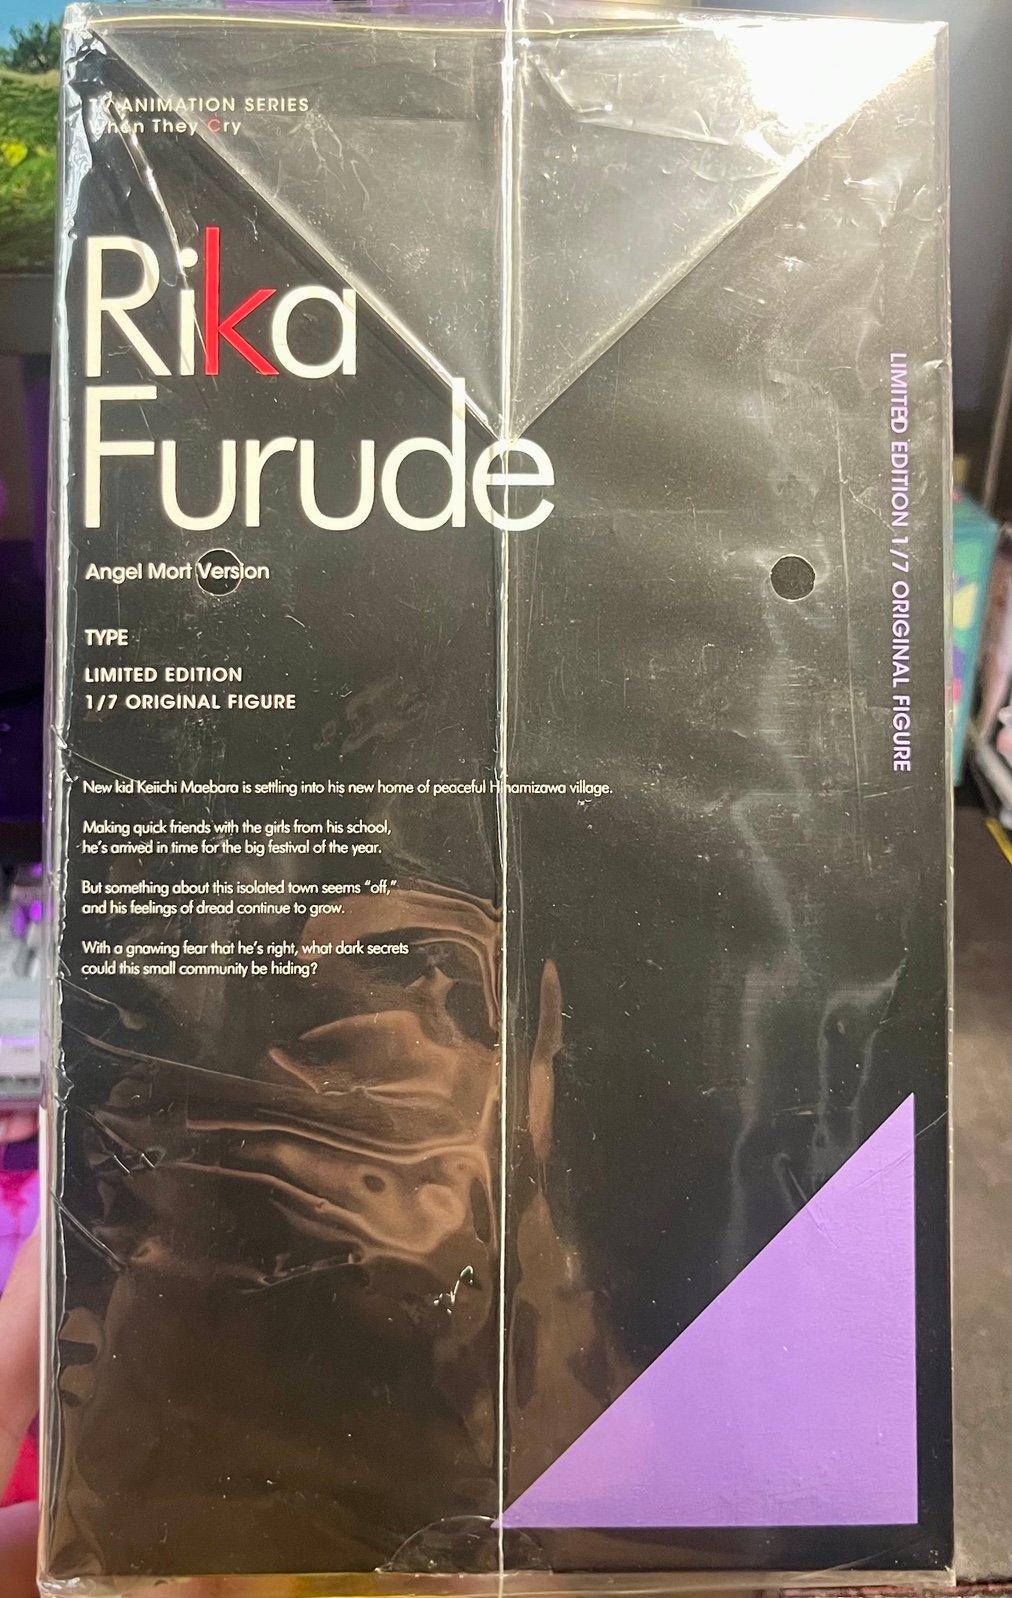 TV ANIMATION SERIES
When They Cry
Rika
Furude
Angel Mort Version
TYPE
LIMITED EDITION
1/7 ORIGINAL FIGURE
New kid Keiichi Maebara is settling into his new home of peaceful Hinamizawa village.
Making quick friends with the girls from his school,
he's arrived in time for the big festival of the year.
But something about this isolated town seems "off,"
and his feelings of dread continue to grow.
With a gnawing fear that he's right, what dark secrets
could this small community be hiding?
LIMITED EDITION 1/7 ORIGINAL FIGURE